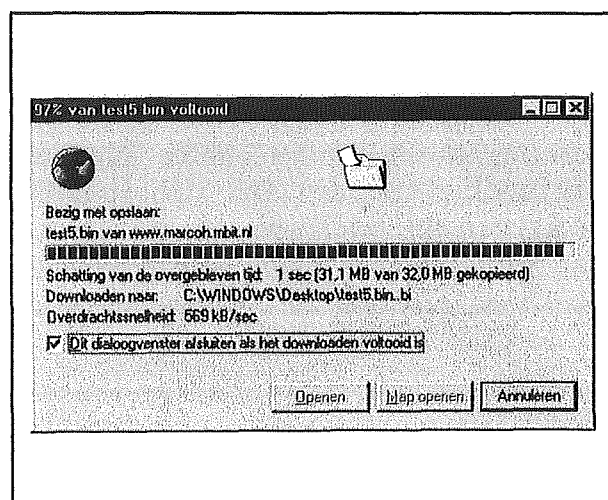 97% van test5 bin voltooid
Bezig met opslaan:
test5.bin van www.marcoh.mbit.nl
Schatting van de overgebleven tijd: 1 sec (31,1 MB van 32,0 MB gekopieerd)
Downloaden naar: C:\WINDOWS\Desktop\test5.bin..bi
Overdrachtssnelheid: 669 kB/sec
Dit dialoogvenster afsluiten als het downloaden voltooid is
Openen
Map openen
Annuleren